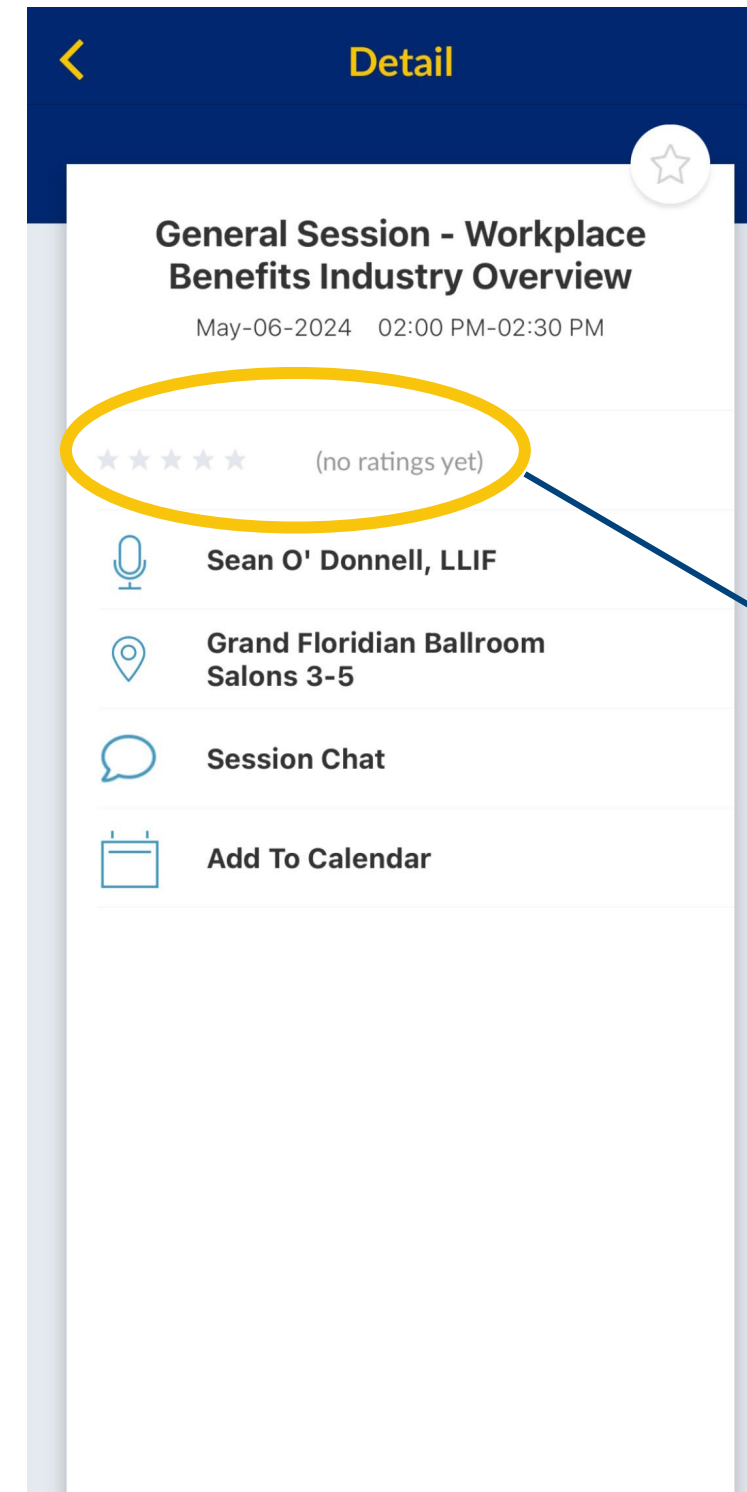 Detail
General Session - Workplace
Benefits Industry Overview
May-06-2024 02:00 PM-02:30 PM
(no ratings yet)
Sean O' Donnell, LLIF
Grand Floridian Ballroom
Salons 3-5
Session Chat
Add To Calendar